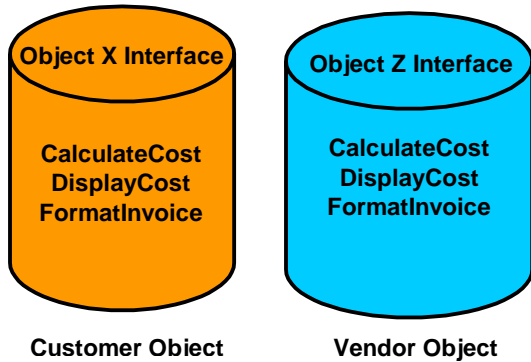 Object X Interface
CalculateCost
DisplayCost
FormatInvoice
Customer Object
Object Z Interface
CalculateCost
DisplayCost
FormatInvoice
Vendor Object